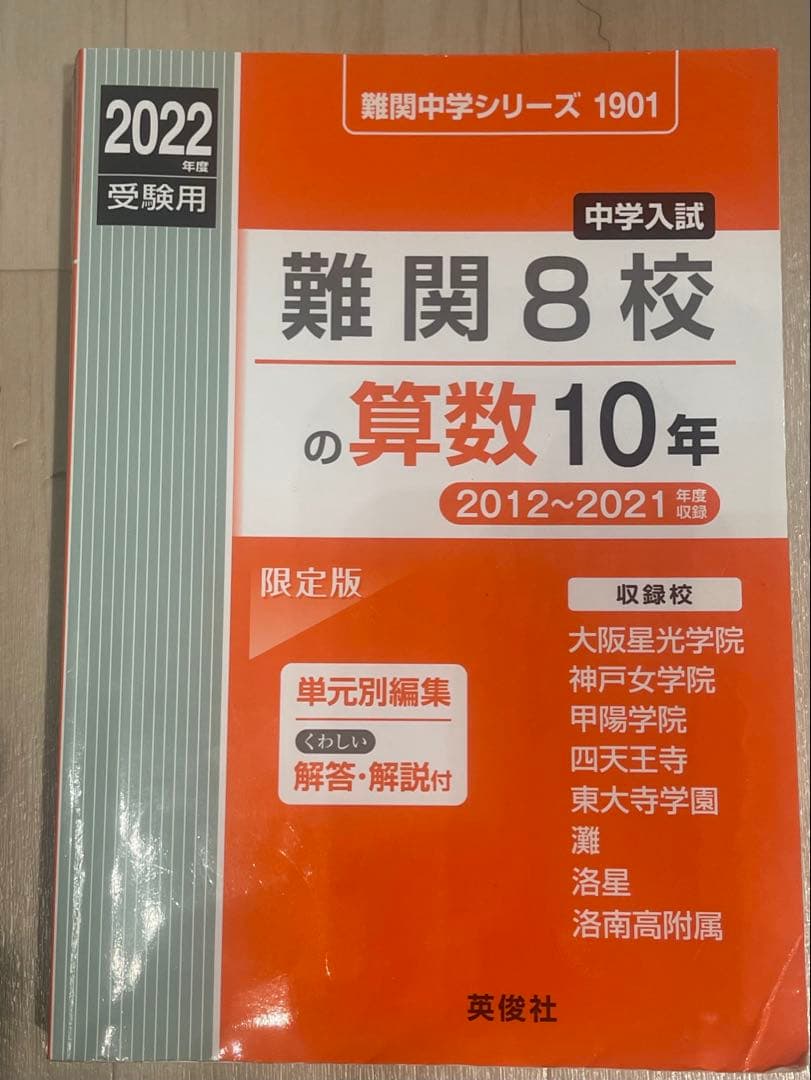 2022
年度
受験用
難関中学シリーズ 1901
中学入試
難関8校
の算数10年
2012~2021年度収録
限定版
単元別編集
くわしい
解答・解説付
収録校
大阪星光学院
神戸女学院
甲陽学院
四天王寺
東大寺学園
灘
洛星
洛南高附属
英俊社